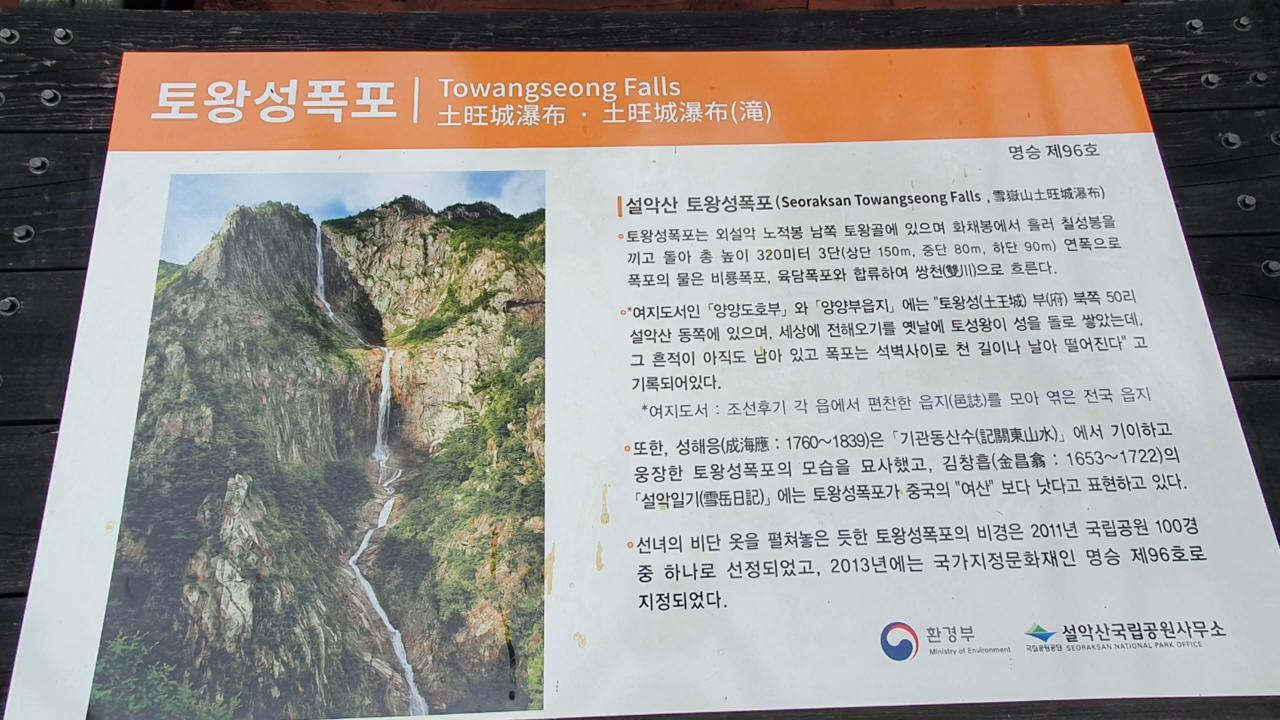 토왕성폭포
Towangseong Falls
土旺城瀑布 · 土旺城瀑布(滝)
명승 제96호
설악산 토왕성폭포(Seoraksan Towangseong Falls , 雪嶽山土旺城瀑布)
토왕성폭포는 외설악 노적봉 남쪽 토왕골에 있으며 화채봉에서 흘러 칠성봉을
끼고 돌아 총 높이 320미터 3단(상단 150m, 중단 80m, 하단 90m) 연폭으로
폭포의 물은 비룡폭포, 육담폭포와 합류하여 쌍천(雙川)으로 흐른다.
*여지도서인 「양양도호부」 와 「양양부읍지」 에는 "토왕성(土王城) 부(府) 북쪽 50리
설악산 동쪽에 있으며, 세상에 전해오기를 옛날에 토성왕이 성을 돌로 쌓았는데,
그 흔적이 아직도 남아 있고 폭포는 석벽사이로 천 길이나 날아 떨어진다" 고
기록되어있다.
*여지도서 : 조선후기 각 읍에서 편찬한 읍지(邑誌)를 모아 엮은 전국 읍지
또한, 성해응(成海應 : 1760~1839)은 「기관동산수(記關東山水)」 에서 기이하고
웅장한 토왕성폭포의 모습을 묘사했고, 김창흡(金昌翕 : 1653~1722)의
「설악일기(雪岳日記)」 에는 토왕성폭포가 중국의 "여산" 보다 낫다고 표현하고 있다.
선녀의 비단 옷을 펼쳐놓은 듯한 토왕성폭포의 비경은 2011년 국립공원 100경
중 하나로 선정되었고, 2013년에는 국가지정문화재인 명승 제96호로
지정되었다.
환경부
Ministry of Environment
국립공원공단
설악산국립공원사무소
SEORAKSAN NATIONAL PARK OFFICE